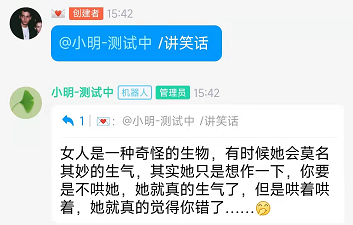 创建者 15:42
@小明-测试中 /讲笑话
小明-测试中 机器人 管理员 15:42
1 : @小明-测试中 /讲笑话
女人是一种奇怪的生物，有时候她会莫名
其妙的生气，其实她只是想作一下，你要
是不哄她，她就真的生气了，但是哄着哄
着，她就真的觉得你错了……